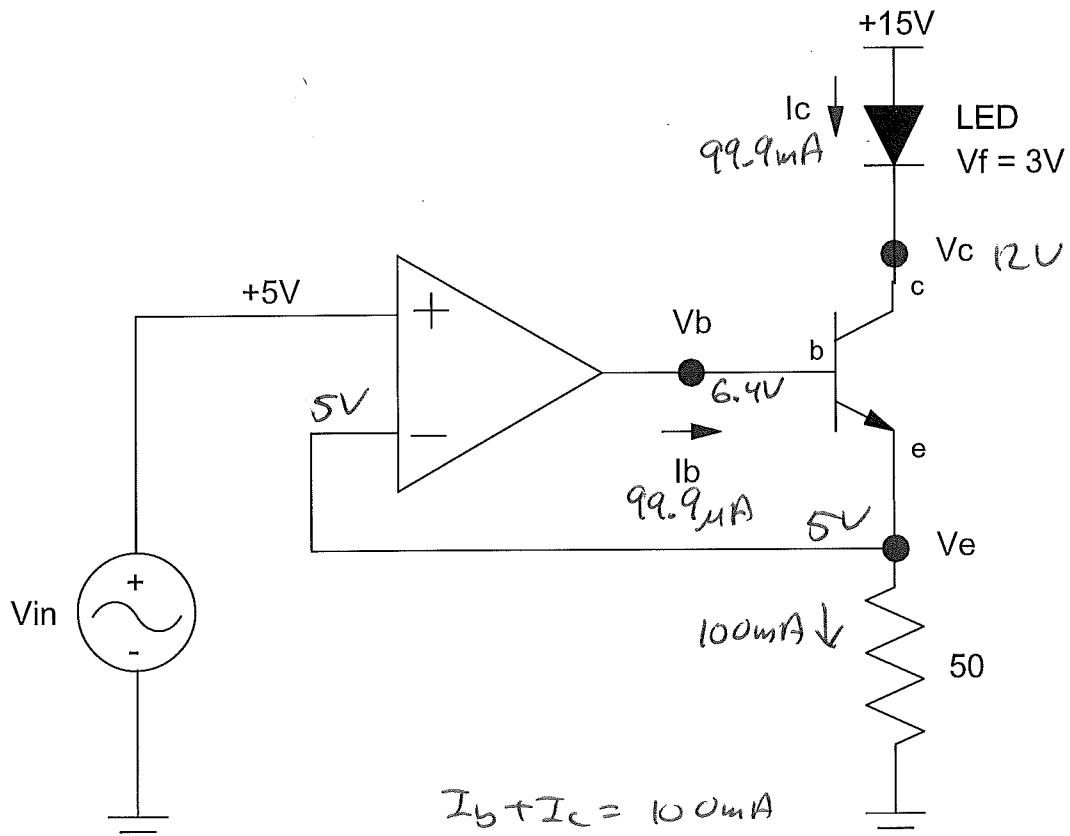 +15V
Ic
99.9mA
LED
Vf = 3V
Vc 12V
c
+5V
+
Vb
b
6.4V
5V
−
e
Ib
99.9μA
5V
Ve
+
Vin
-
100mA ↓
50
Ib + Ic = 100mA